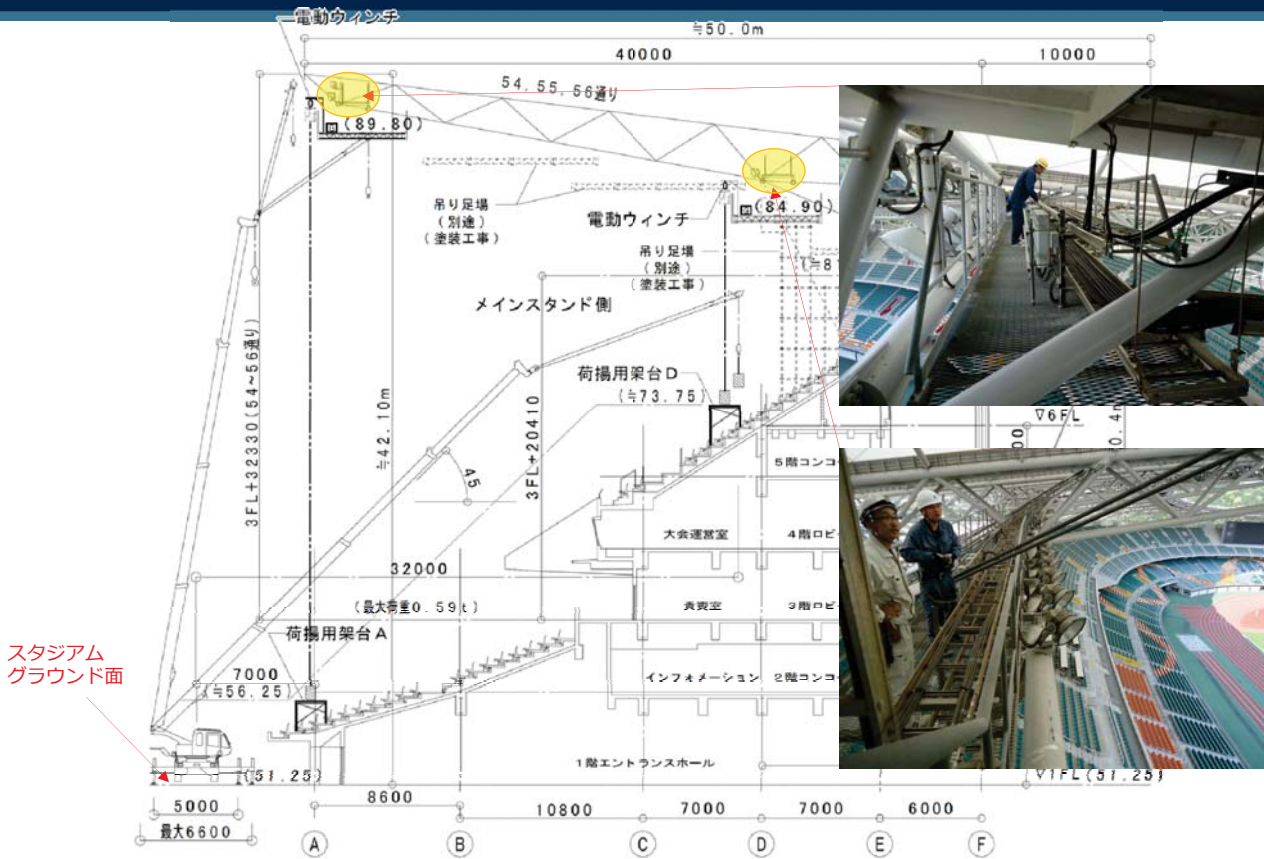 電動ウィンチ
≒50.0m
40000
10000
54.55.56通り
(89.80)
吊り足場
(別途)
(塗装工事)
電動ウィンチ
(84.90)
吊り足場
(別途)
(塗装工事)
(≒81
メインスタンド側
荷揚用架台D
(≒73.75)
3FL+32330(54~56通り)
≒42.10m
3FL+20410
45
▽6FL
00
0.4m
5階コンコ
大会運営室
4階ロビ
32000
(最大荷重0.59t)
貴賓室
3階ロビ
荷揚用架台A
スタジアム
グラウンド面
7000
(≒56.25)
インフォメーション
2階コンコ
1階エントランスホール
(51.25)
▽1FL(51.25)
5000
8600
10800
7000
7000
6000
最大6600
A
B
C
D
E
F